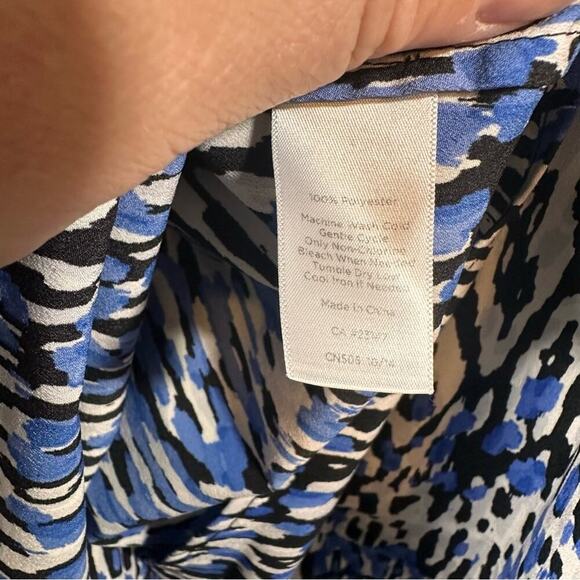 100% Polyester
Machine Wash Cold
Gentle Cycle
Only Non-Chlorine
Bleach When Needed
Tumble Dry Low
Cool Iron If Needed
Made in China
CA #23147
CN505 10/14